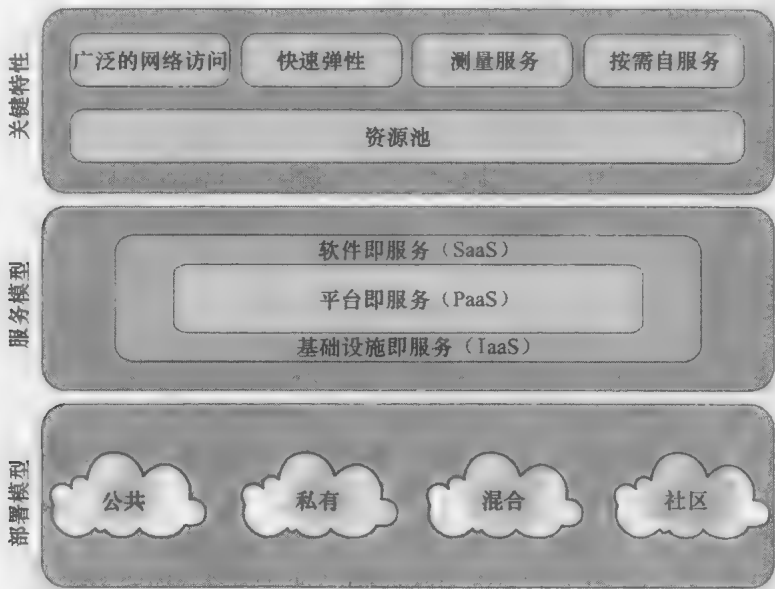 关键特性
广泛的网络访问
快速弹性
测量服务
按需自服务
资源池
服务模型
软件即服务（SaaS）
平台即服务（PaaS）
基础设施即服务（IaaS）
部署模型
公共
私有
混合
社区